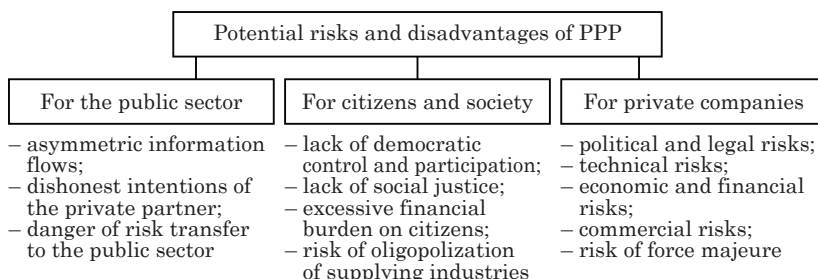 Potential risks and disadvantages of PPP
For the public sector
– asymmetric information
flows;
– dishonest intentions of
the private partner;
– danger of risk transfer
to the public sector
For citizens and society
– lack of democratic
control and participation;
– lack of social justice;
– excessive financial
burden on citizens;
– risk of oligopolization
of supplying industries
For private companies
– political and legal risks;
– technical risks;
– economic and financial
risks;
– commercial risks;
– risk of force majeure